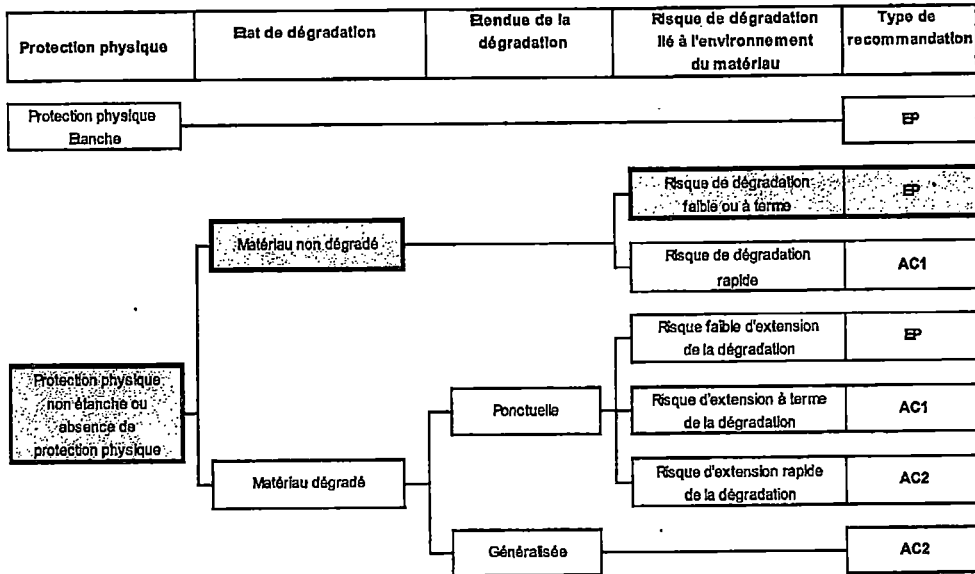 Protection physique
Etat de dégradation
Etendue de la
dégradation
Risque de dégradation
lié à l'environnement
du matériau
Type de
recommandation
Protection physique
Etanche
EP
Risque de dégradation
faible ou à terme
EP
Matériau non dégradé
Risque de dégradation
rapide
AC1
Risque faible d'extension
de la dégradation
EP
Protection physique
non étanche ou
absence de
protection physique
Ponctuelle
Risque d'extension à terme
de la dégradation
AC1
Matériau dégradé
Risque d'extension rapide
de la dégradation
AC2
Généralisée
AC2